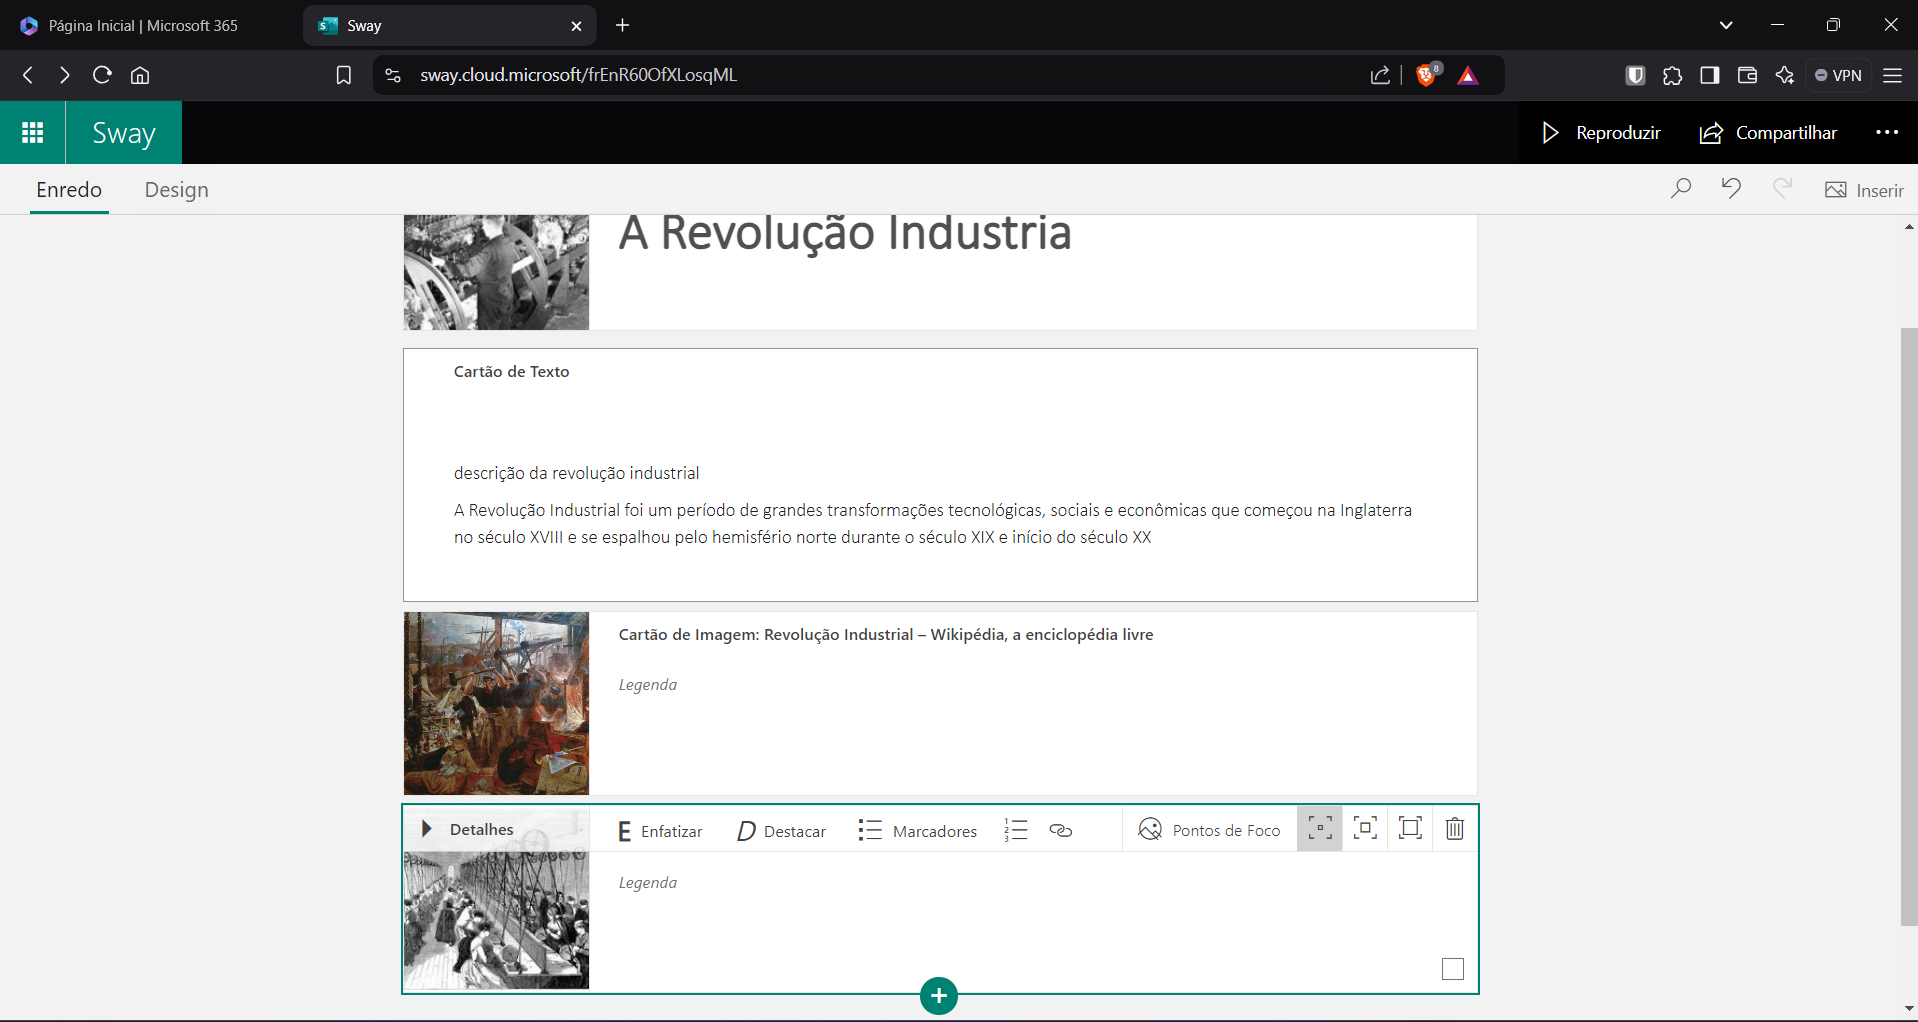 Página Inicial | Microsoft 365
Sway
sway.cloud.microsoft/frEnR60OfXLosqML
8
VPN
Sway
Reproduzir
Compartilhar
Enredo
Design
Inserir
A Revolução Industria
Cartão de Texto
descrição da revolução industrial
A Revolução Industrial foi um período de grandes transformações tecnológicas, sociais e econômicas que começou na Inglaterra
no século XVIII e se espalhou pelo hemisfério norte durante o século XIX e início do século XX
Cartão de Imagem: Revolução Industrial – Wikipédia, a enciclopédia livre
Legenda
Detalhes
E Enfatizar
D Destacar
Marcadores
Pontos de Foco
Legenda